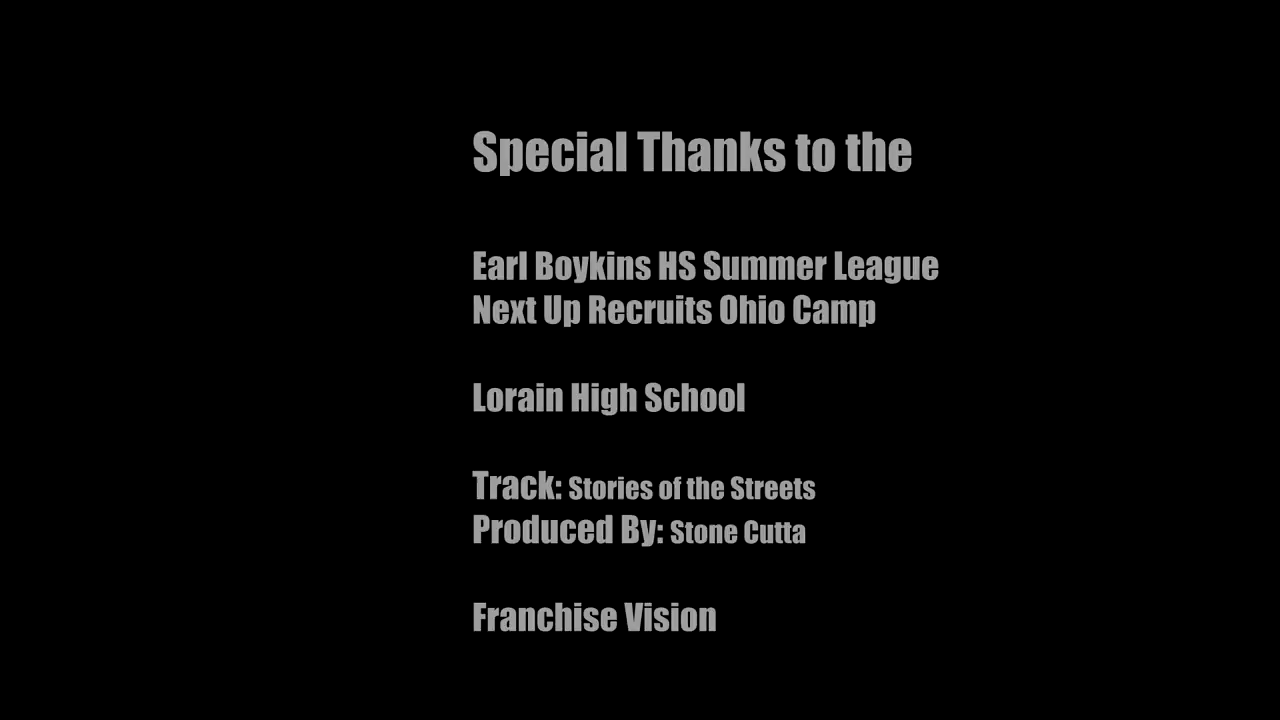 Special Thanks to the
Earl Boykins HS Summer League
Next Up Recruits Ohio Camp
Lorain High School
Track: Stories of the Streets
Produced By: Stone Cutta
Franchise Vision